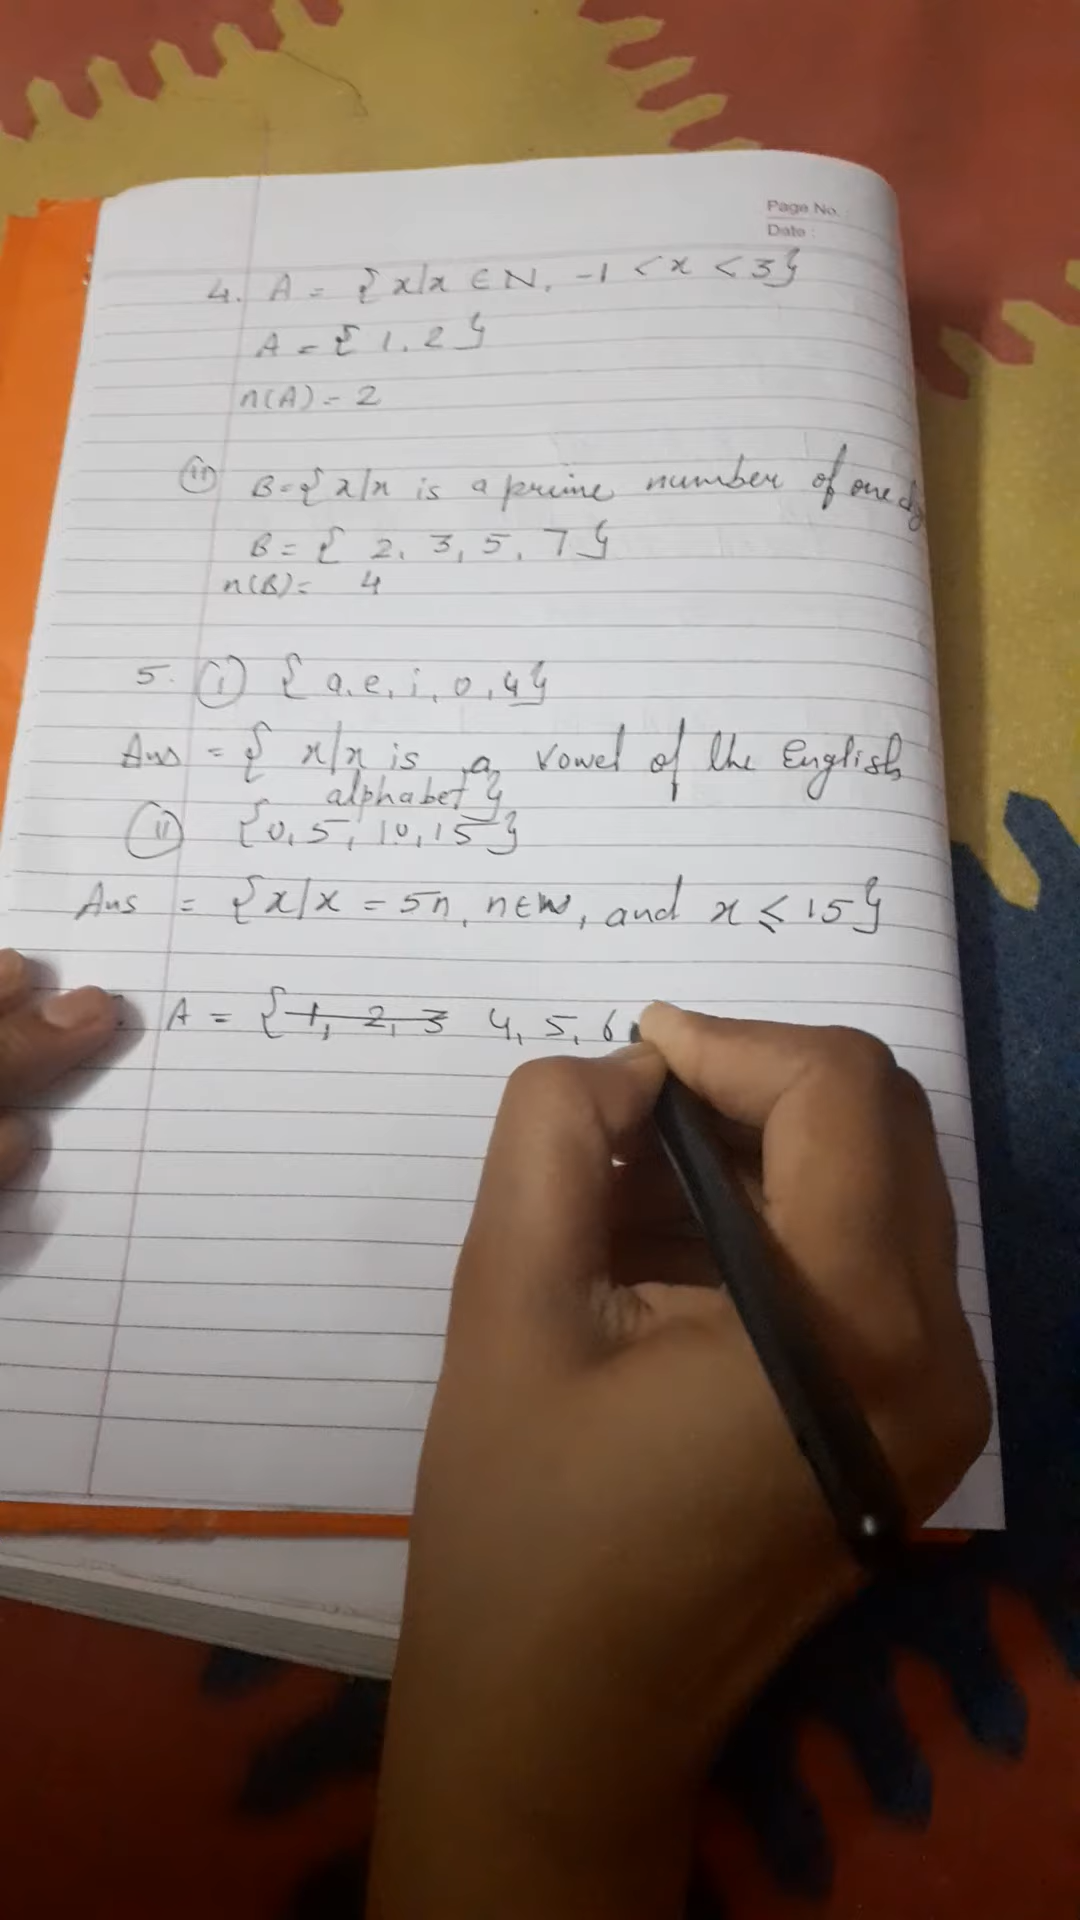 Page No.
Date :
4. A = {x/x ∈ N, -1 < x < 3}
A = {1, 2}
n(A) = 2
(ii) B = {x/x is a prime number of one
B = {2, 3, 5, 7}
n(B) = 4
5. (i) {a, e, i, o, u}
Ans = {x/x is a vowel of the English
alphabet}
(ii) {0, 5, 10, 15}
Ans = {x/x = 5n, n∈W, and x ≤ 15}
A = {1, 2, 3 4, 5, 6